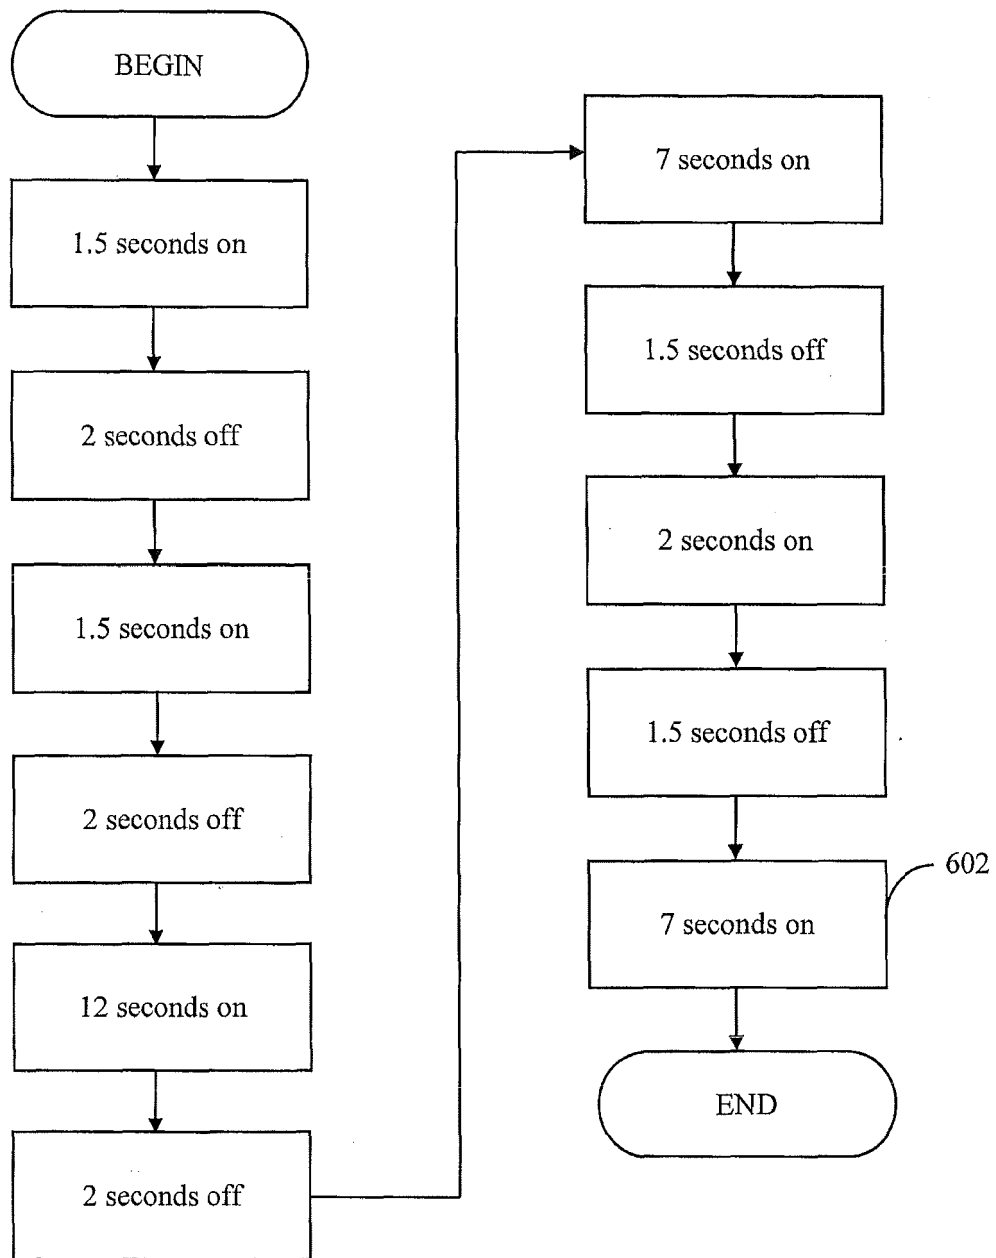 BEGIN
1.5 seconds on
2 seconds off
1.5 seconds on
2 seconds off
12 seconds on
2 seconds off
7 seconds on
1.5 seconds off
2 seconds on
1.5 seconds off
7 seconds on
602
END